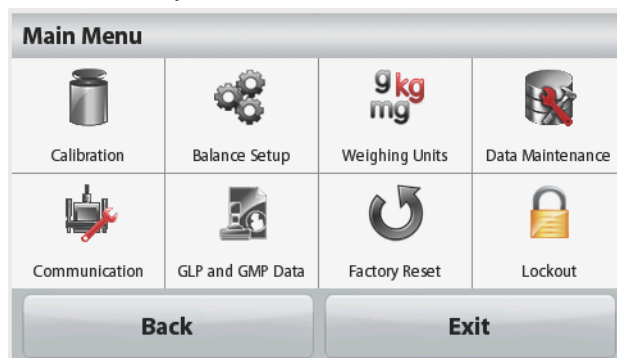 Main Menu
g kg
mg
Calibration
Balance Setup
Weighing Units
Data Maintenance
Communication
GLP and GMP Data
Factory Reset
Lockout
Back
Exit